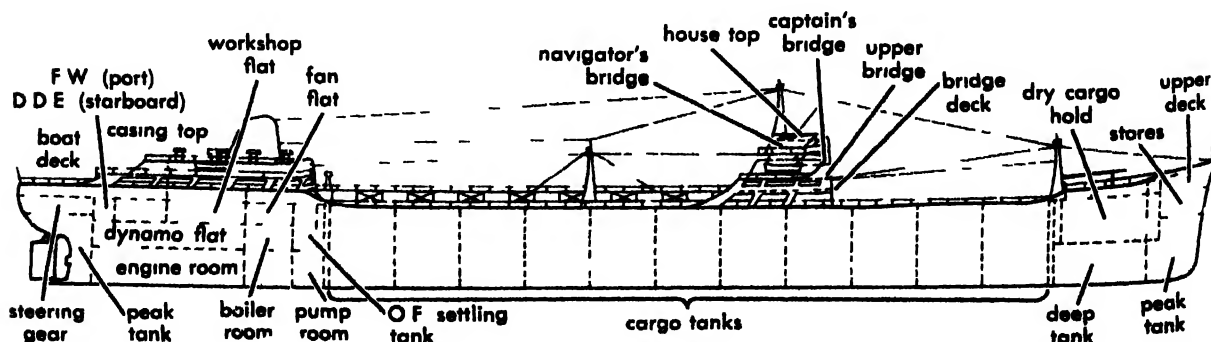 workshop
flat
F W (port)
D D E (starboard)
boat
deck
casing top
fan
flat
navigator's
bridge
house top
captain's
bridge
upper
bridge
bridge
deck
dry cargo
hold
stores
upper
deck
dynamo flat
engine room
steering
gear
peak
tank
boiler
room
pump
room
O F settling
tank
cargo tanks
deep
tank
peak
tank